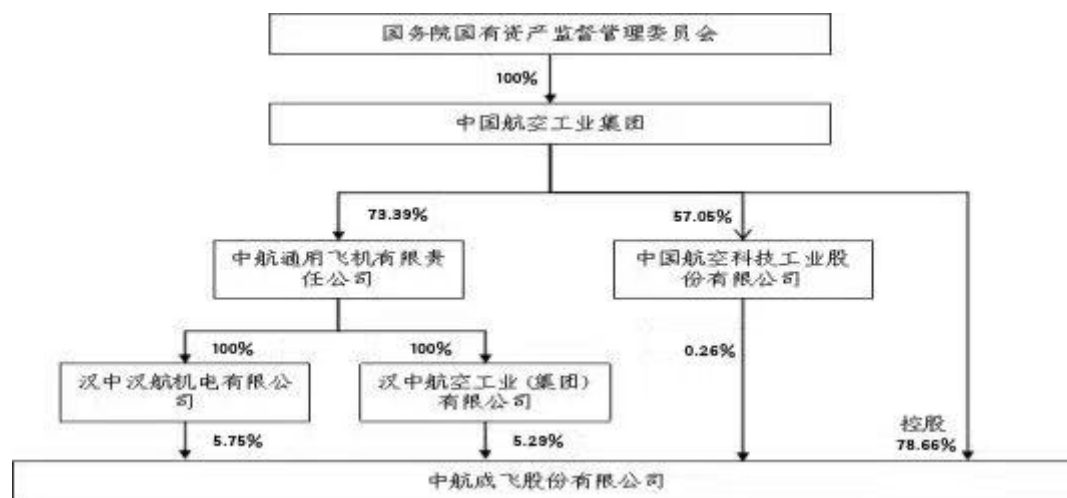 国务院国有资产监督管理委员会
100%
中国航空工业集团
73.39%
57.05%
中航通用飞机有限责
任公司
中国航空科技工业股
份有限公司
100%
100%
0.26%
汉中汉航机电有限公
司
汉中航空工业(集团)
有限公司
控股
78.66%
5.75%
5.29%
中航成飞股份有限公司